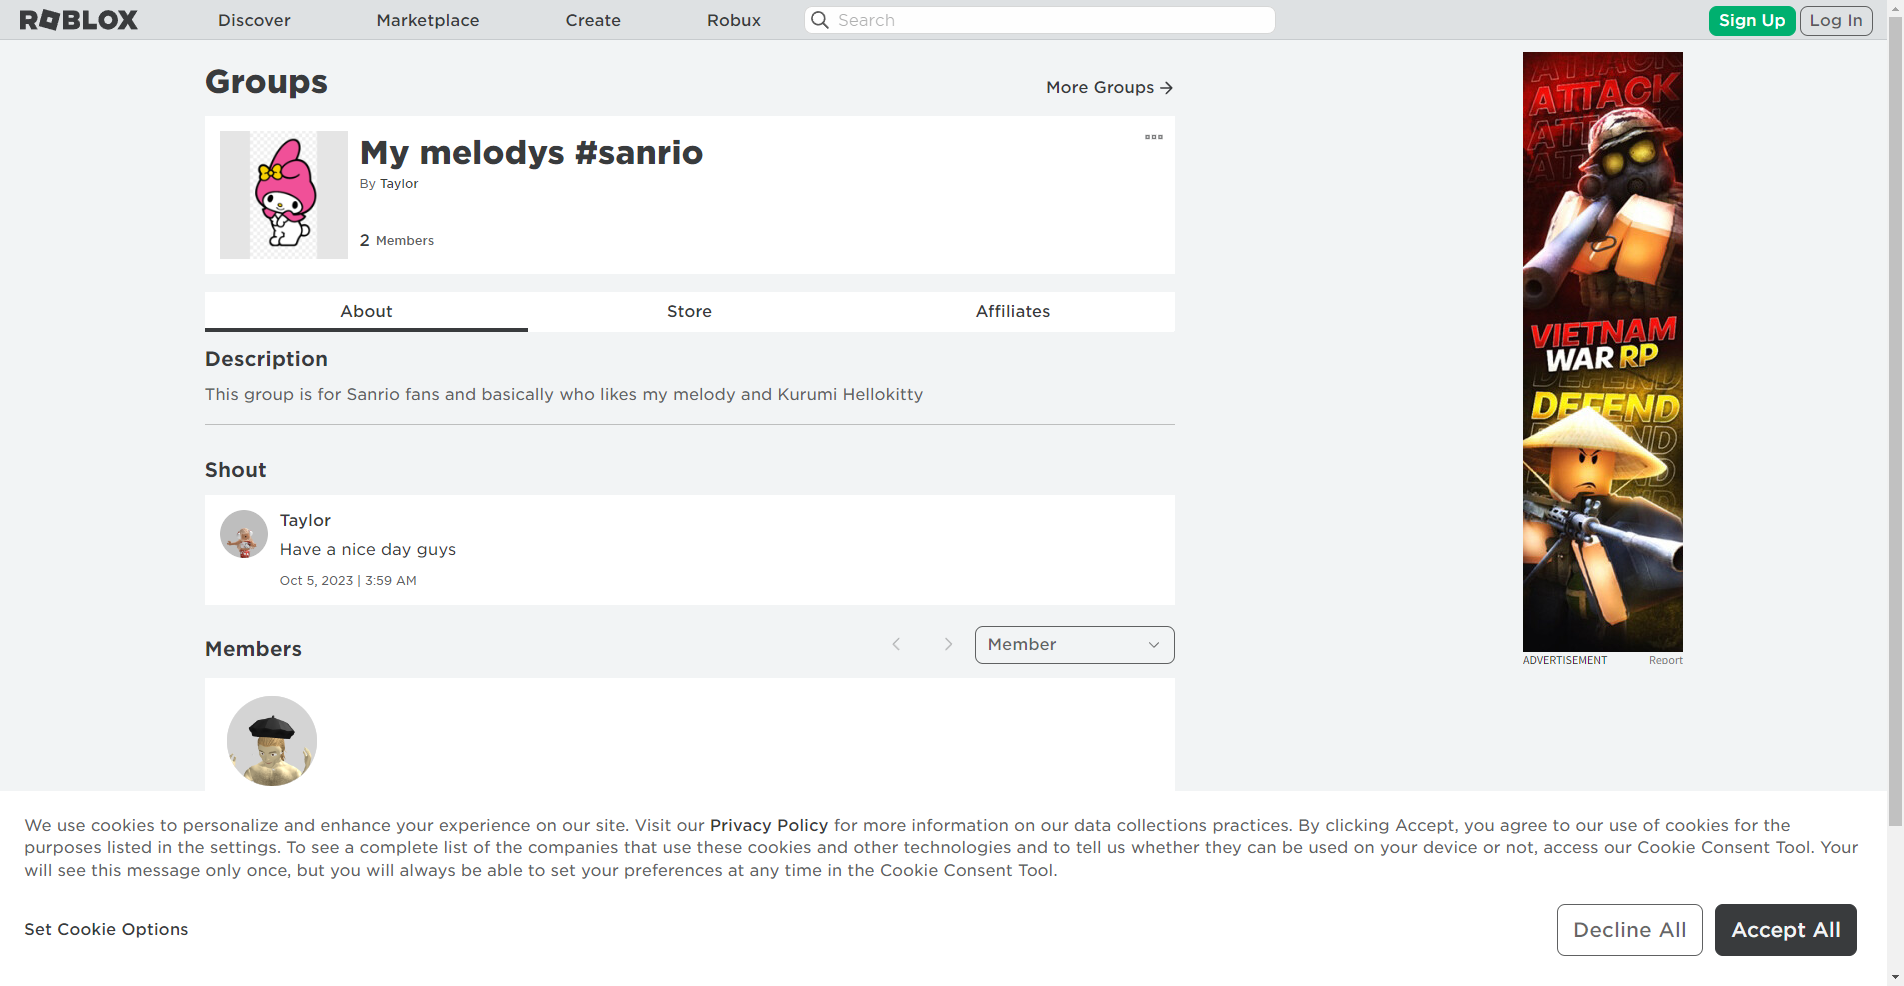 ROBLOX Discover Marketplace Create Robux Search Sign Up Log In
Groups
More Groups
My melodys #sanrio
By Taylor
2 Members
About Store Affiliates
Description
This group is for Sanrio fans and basically who likes my melody and Kurumi Hellokitty
Shout
Taylor
Have a nice day guys
Oct 5, 2023 | 3:59 AM
Members
Member
ATTACK
ATTACK
ATTACK
VIETNAM
WAR RP
DEFEND
DEFEND
DEFEND
ADVERTISEMENT Report
We use cookies to personalize and enhance your experience on our site. Visit our Privacy Policy for more information on our data collections practices. By clicking Accept, you agree to our use of cookies for the
purposes listed in the settings. To see a complete list of the companies that use these cookies and other technologies and to tell us whether they can be used on your device or not, access our Cookie Consent Tool. Your
will see this message only once, but you will always be able to set your preferences at any time in the Cookie Consent Tool.
Set Cookie Options
Decline All Accept All